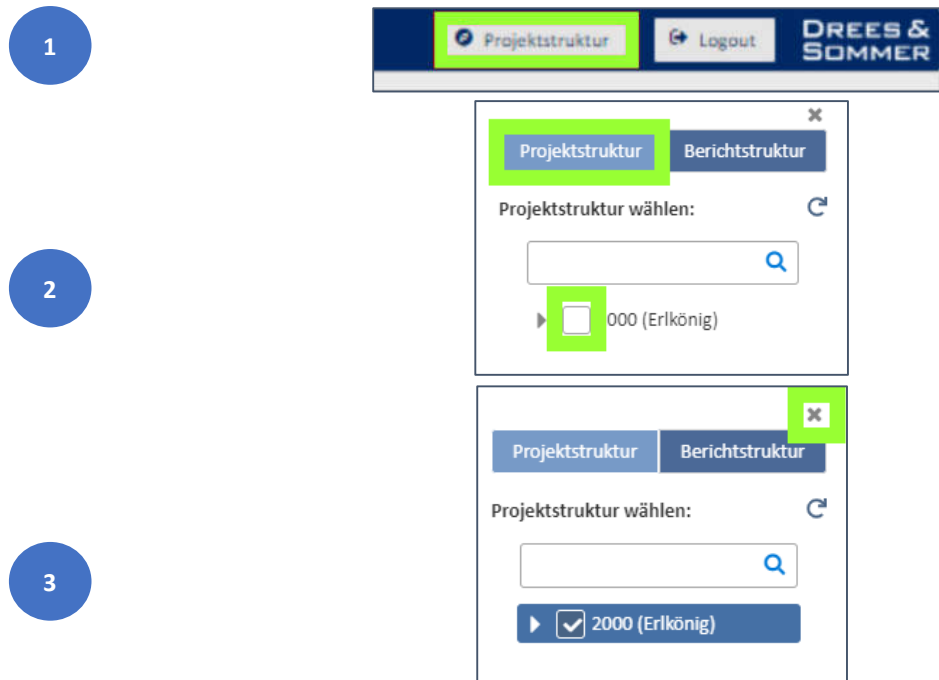 1
Projektstruktur
Logout
DREES &
SOMMER
Projektstruktur
Berichtstruktur
Projektstruktur wählen:
2
000 (Erlkönig)
Projektstruktur
Berichtstruktur
Projektstruktur wählen:
3
2000 (Erlkönig)